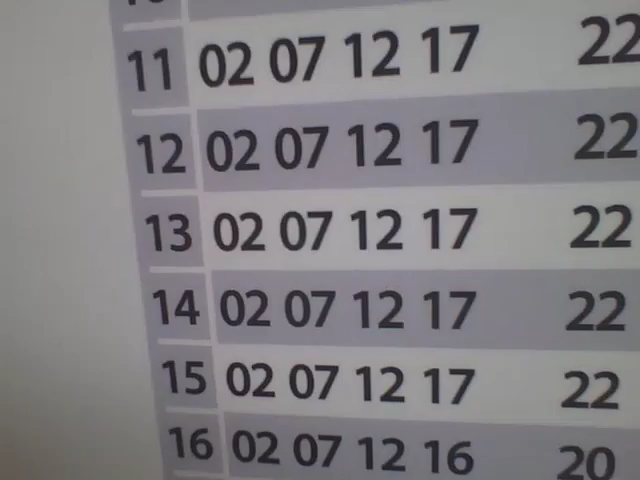 11 02 07 12 17 22
12 02 07 12 17 22
13 02 07 12 17 22
14 02 07 12 17 22
15 02 07 12 17 22
16 02 07 12 16 20